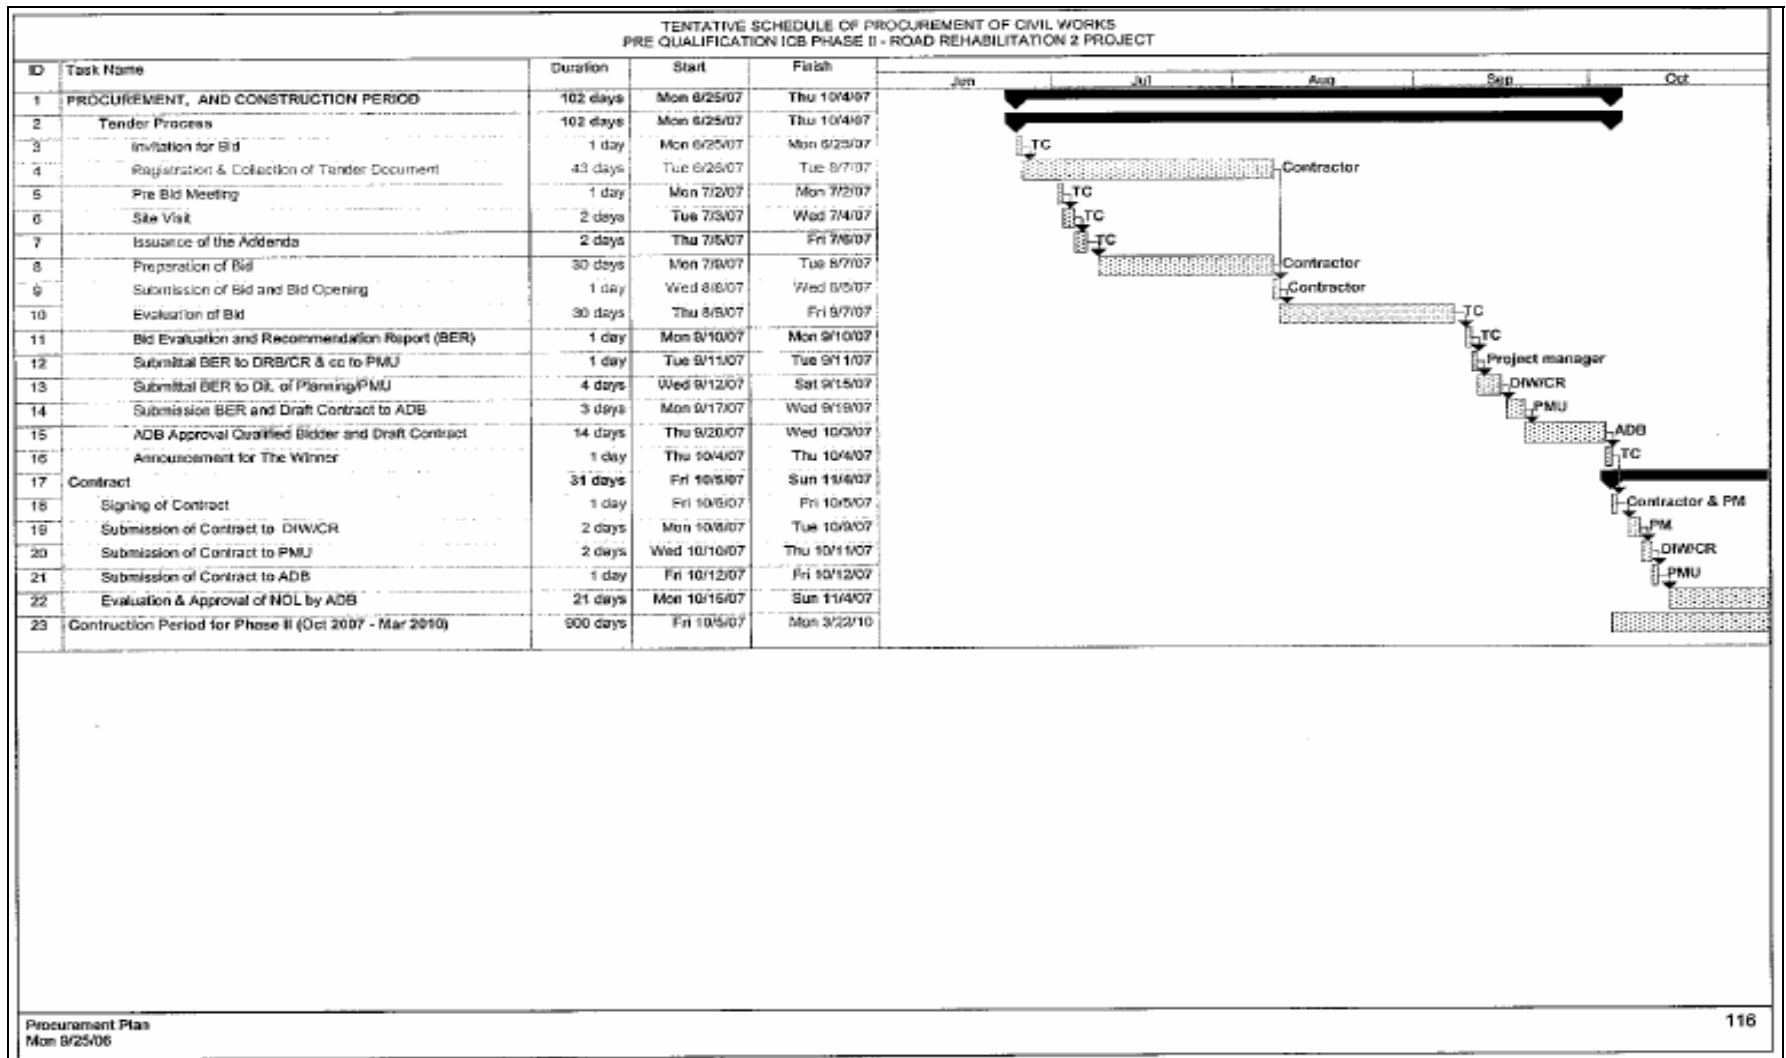 TENTATIVE SCHEDULE OF PROCUREMENT OF CIVIL WORKS
PRE QUALIFICATION ICB PHASE II - ROAD REHABILITATION 2 PROJECT
ID Task Name Duration Start Finish Jun Jul Aug Sep Oct
1 PROCUREMENT, AND CONSTRUCTION PERIOD 102 days Mon 6/25/07 Thu 10/4/07
2 Tender Process 102 days Mon 6/25/07 Thu 10/4/07
3 Invitation for Bid 1 day Mon 6/25/07 Mon 6/25/07 TC
4 Registration & Collection of Tender Document 43 days Tue 6/26/07 Tue 8/7/07 Contractor
5 Pre Bid Meeting 1 day Mon 7/2/07 Mon 7/2/07 TC
6 Site Visit 2 days Tue 7/3/07 Wed 7/4/07 TC
7 Issuance of the Addenda 2 days Thu 7/5/07 Fri 7/6/07 TC
8 Preparation of Bid 30 days Mon 7/9/07 Tue 8/7/07 Contractor
9 Submission of Bid and Bid Opening 1 day Wed 8/8/07 Wed 8/8/07 Contractor
10 Evaluation of Bid 30 days Thu 8/9/07 Fri 9/7/07 TC
11 Bid Evaluation and Recommendation Report (BER) 1 day Mon 9/10/07 Mon 9/10/07 TC
12 Submittal BER to DRB/CR & cc to PMU 1 day Tue 9/11/07 Tue 9/11/07 Project manager
13 Submittal BER to Dit. of Planning/PMU 4 days Wed 9/12/07 Sat 9/15/07 DIW/CR
14 Submission BER and Draft Contract to ADB 3 days Mon 9/17/07 Wed 9/19/07 PMU
15 ADB Approval Qualified Bidder and Draft Contract 14 days Thu 9/20/07 Wed 10/3/07 ADB
16 Announcement for The Winner 1 day Thu 10/4/07 Thu 10/4/07 TC
17 Contract 31 days Fri 10/5/07 Sun 11/4/07
18 Signing of Contract 1 day Fri 10/5/07 Fri 10/5/07 Contractor & PM
19 Submission of Contract to DIW/CR 2 days Mon 10/8/07 Tue 10/9/07 PM
20 Submission of Contract to PMU 2 days Wed 10/10/07 Thu 10/11/07 DIW/CR
21 Submission of Contract to ADB 1 day Fri 10/12/07 Fri 10/12/07 PMU
22 Evaluation & Approval of NOL by ADB 21 days Mon 10/15/07 Sun 11/4/07
23 Contruction Period for Phase II (Oct 2007 - Mar 2010) 900 days Fri 10/5/07 Mon 3/22/10
Procurement Plan
Mon 9/25/06
116